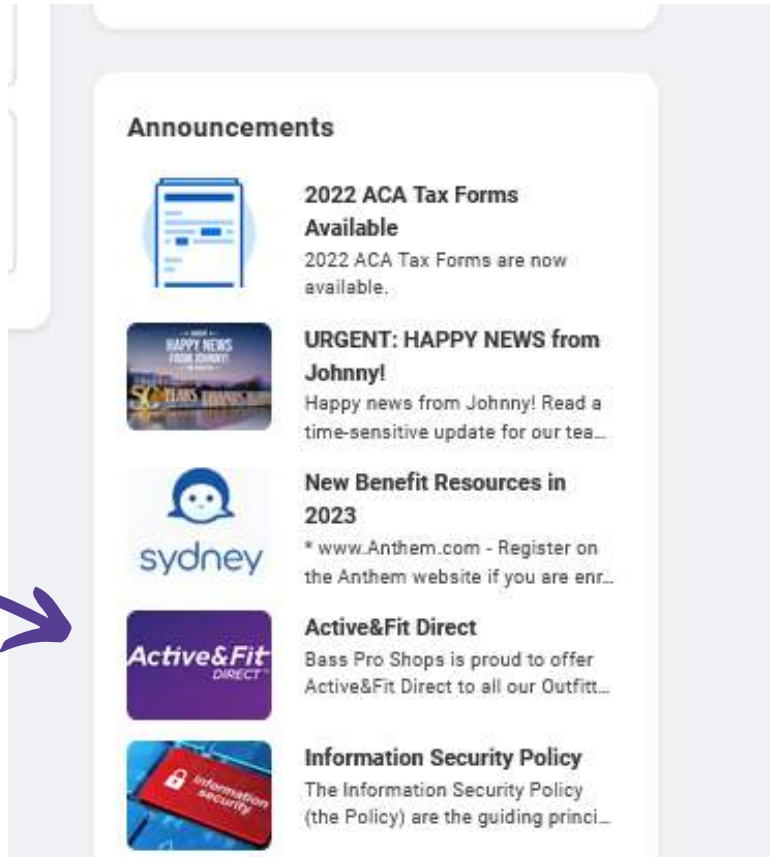 Announcements
2022 ACA Tax Forms
Available
2022 ACA Tax Forms are now
available.
HAPPY NEWS
FROM JOHNNY!
URGENT: HAPPY NEWS from
Johnny!
Happy news from Johnny! Read a
time-sensitive update for our tea...
sydney
New Benefit Resources in
2023
* www.Anthem.com - Register on
the Anthem website if you are enr...
Active&Fit
DIRECT™
Active&Fit Direct
Bass Pro Shops is proud to offer
Active&Fit Direct to all our Outfitt...
information
security
Information Security Policy
The Information Security Policy
(the Policy) are the guiding princi...